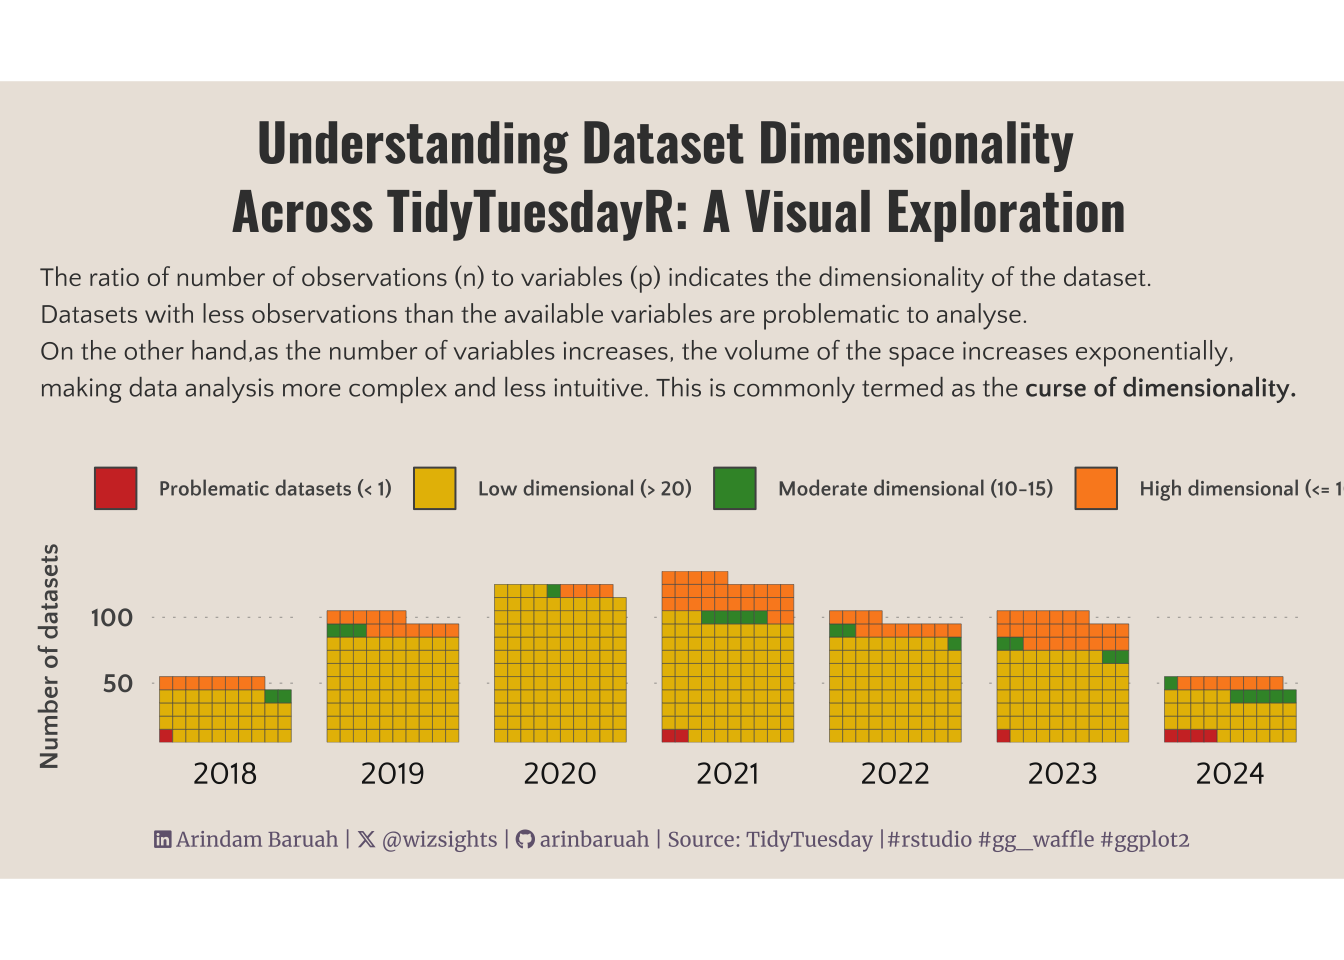 Understanding Dataset Dimensionality
Across TidyTuesdayR: A Visual Exploration
The ratio of number of observations (n) to variables (p) indicates the dimensionality of the dataset.
Datasets with less observations than the available variables are problematic to analyse.
On the other hand,as the number of variables increases, the volume of the space increases exponentially,
making data analysis more complex and less intuitive. This is commonly termed as the curse of dimensionality.
Problematic datasets (< 1) Low dimensional (> 20) Moderate dimensional (10-15) High dimensional (<= 1
Number of datasets
100
50
2018 2019 2020 2021 2022 2023 2024
Arindam Baruah | X @wizsights | arinbaruah | Source: TidyTuesday |#rstudio #gg_waffle #ggplot2